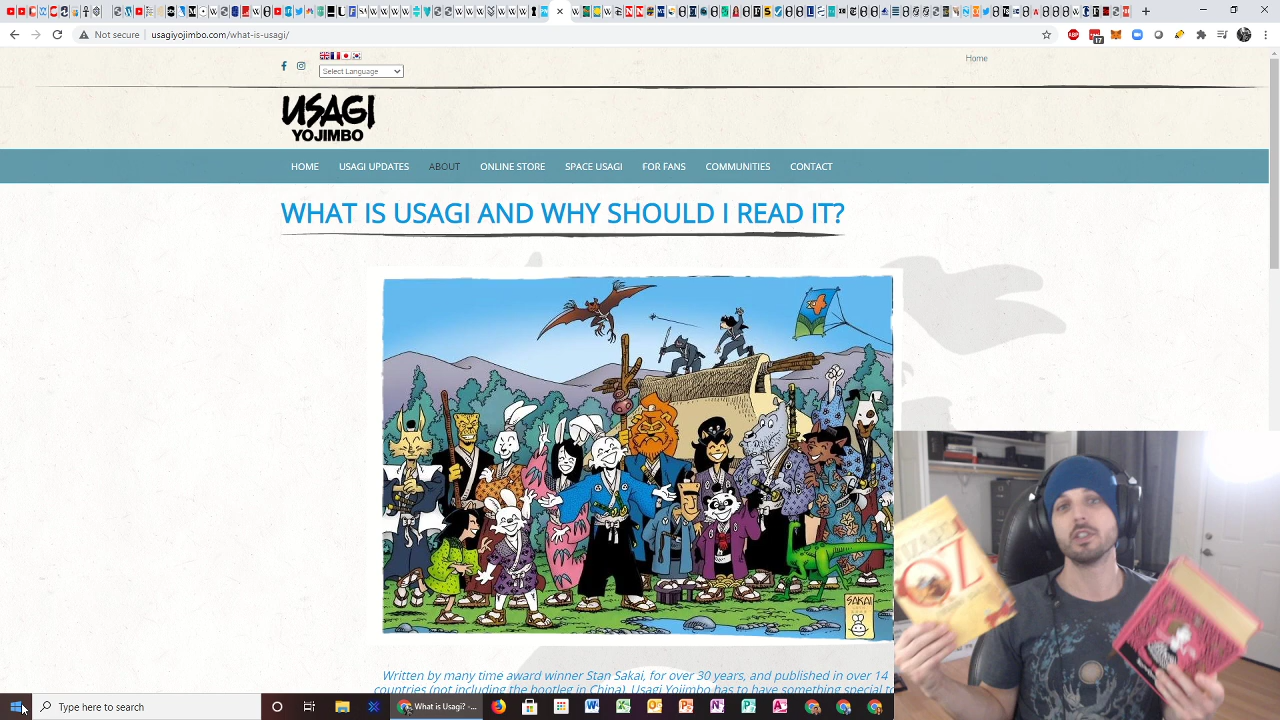 Not secure | usagiyojimbo.com/what-is-usagi/
17
Select Language
Home
USAGI
YOJIMBO
HOME USAGI UPDATES ABOUT ONLINE STORE SPACE USAGI FOR FANS COMMUNITIES CONTACT
WHAT IS USAGI AND WHY SHOULD I READ IT?
SAKAI
OZ
Written by many time award winner Stan Sakai, for over 30 years, and published in over 14
countries (not including the bootleg in China), Usagi Yojimbo has to have something special to
Type here to search
What is Usagi? -...